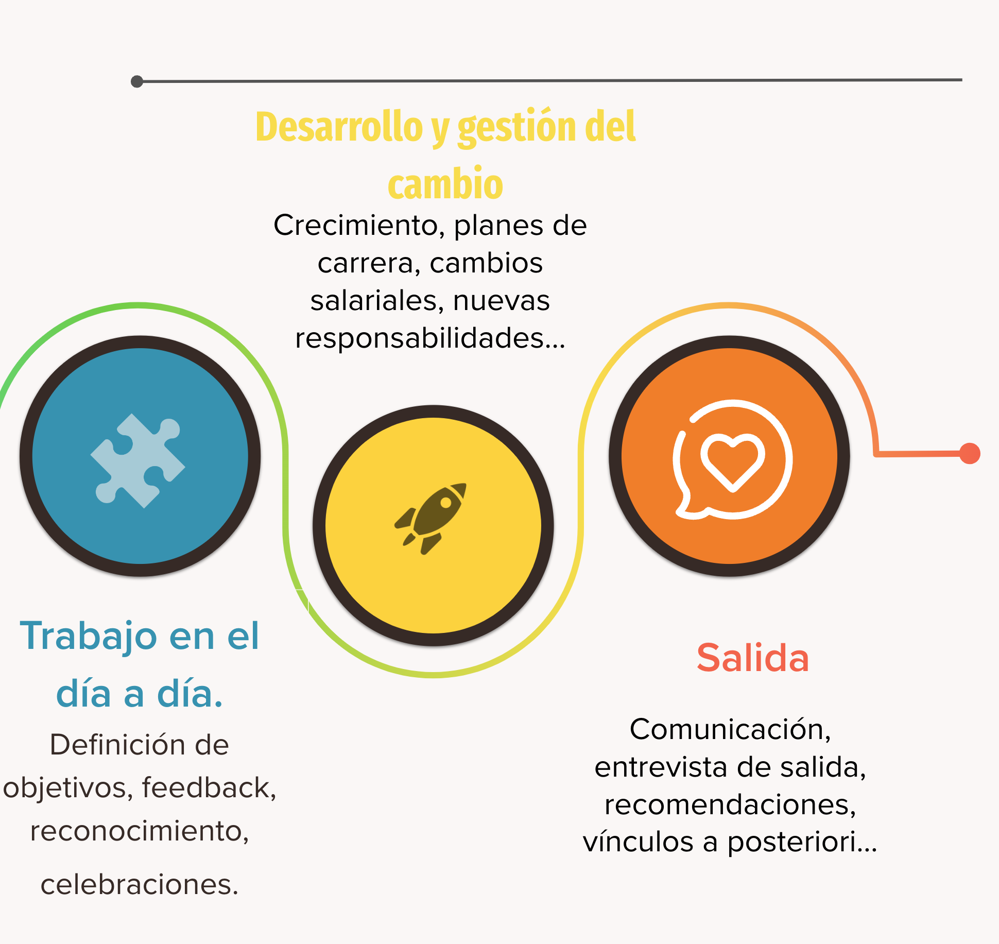 Desarrollo y gestión del
cambio
Crecimiento, planes de
carrera, cambios
salariales, nuevas
responsabilidades...
Trabajo en el
día a día.
Definición de
objetivos, feedback,
reconocimiento,
celebraciones.
Salida
Comunicación,
entrevista de salida,
recomendaciones,
vínculos a posteriori...